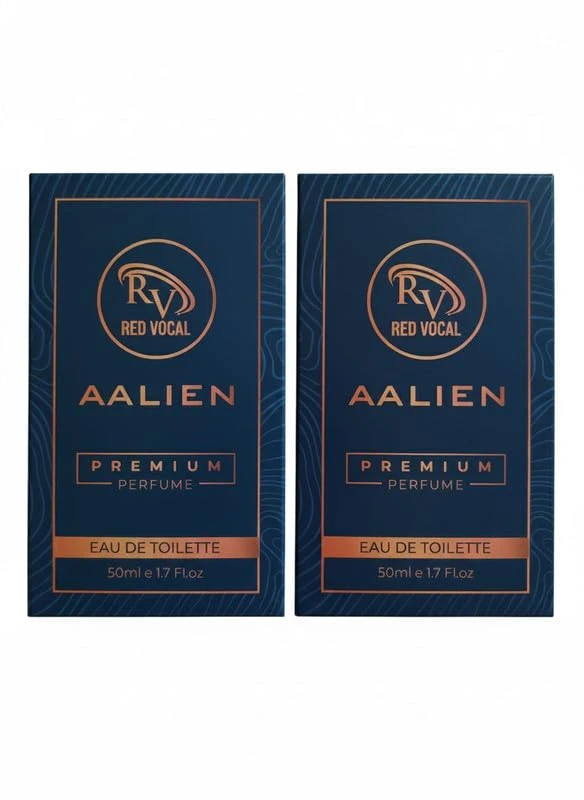 RV
RED VOCAL
AALIEN
PREMIUM
PERFUME
EAU DE TOILETTE
50ml e 1.7 Fl.oz
RV
RED VOCAL
AALIEN
PREMIUM
PERFUME
EAU DE TOILETTE
50ml e 1.7 Fl.oz